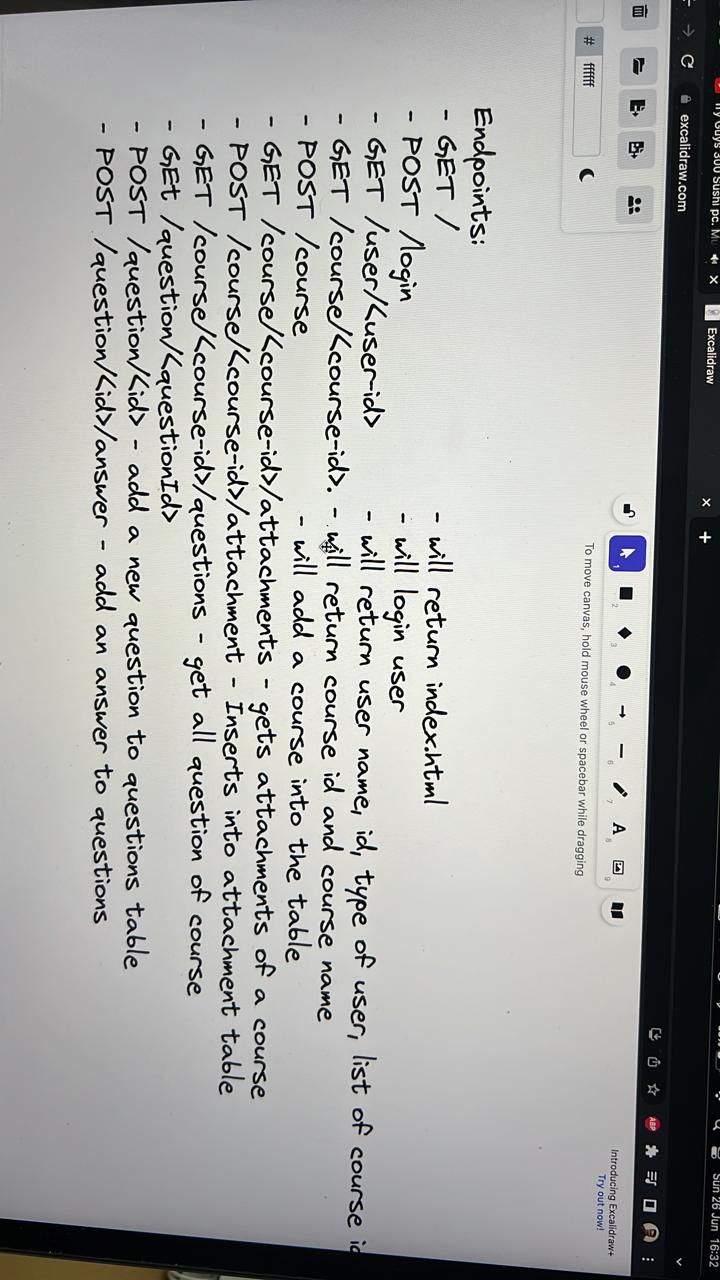 Try Guys 300 Sushi pc. Mu
Excalidraw
Sun 26 Jun 16:32
excalidraw.com
ABP
1 2 3 4 5 6 7 A 8 9
Introducing Excalidraw+
Try out now!
# ffffff
To move canvas, hold mouse wheel or spacebar while dragging
Endpoints:
- GET / - will return index.html
- POST /login - will login user
- GET /user/<user-id> - will return user name, id, type of user, list of course id
- GET /course/<course-id>. - will return course id and course name
- POST /course - will add a course into the table
- GET /course/<course-id>/attachments - gets attachments of a course
- POST /course/<course-id>/attachment - Inserts into attachment table
- GET /course/<course-id>/questions - get all question of course
- GEt /question/<questionId>
- POST /question/<id> - add a new question to questions table
- POST /question/<id>/answer - add an answer to questions